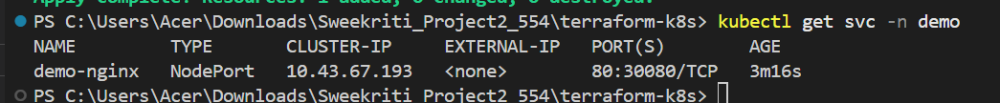 Apply complete! Resources: 1 added, 0 changed, 0 destroyed.
PS C:\Users\Acer\Downloads\Sweekriti_Project2_554\terraform-k8s> kubectl get svc -n demo
NAME TYPE CLUSTER-IP EXTERNAL-IP PORT(S) AGE
demo-nginx NodePort 10.43.67.193 <none> 80:30080/TCP 3m16s
PS C:\Users\Acer\Downloads\Sweekriti_Project2_554\terraform-k8s>